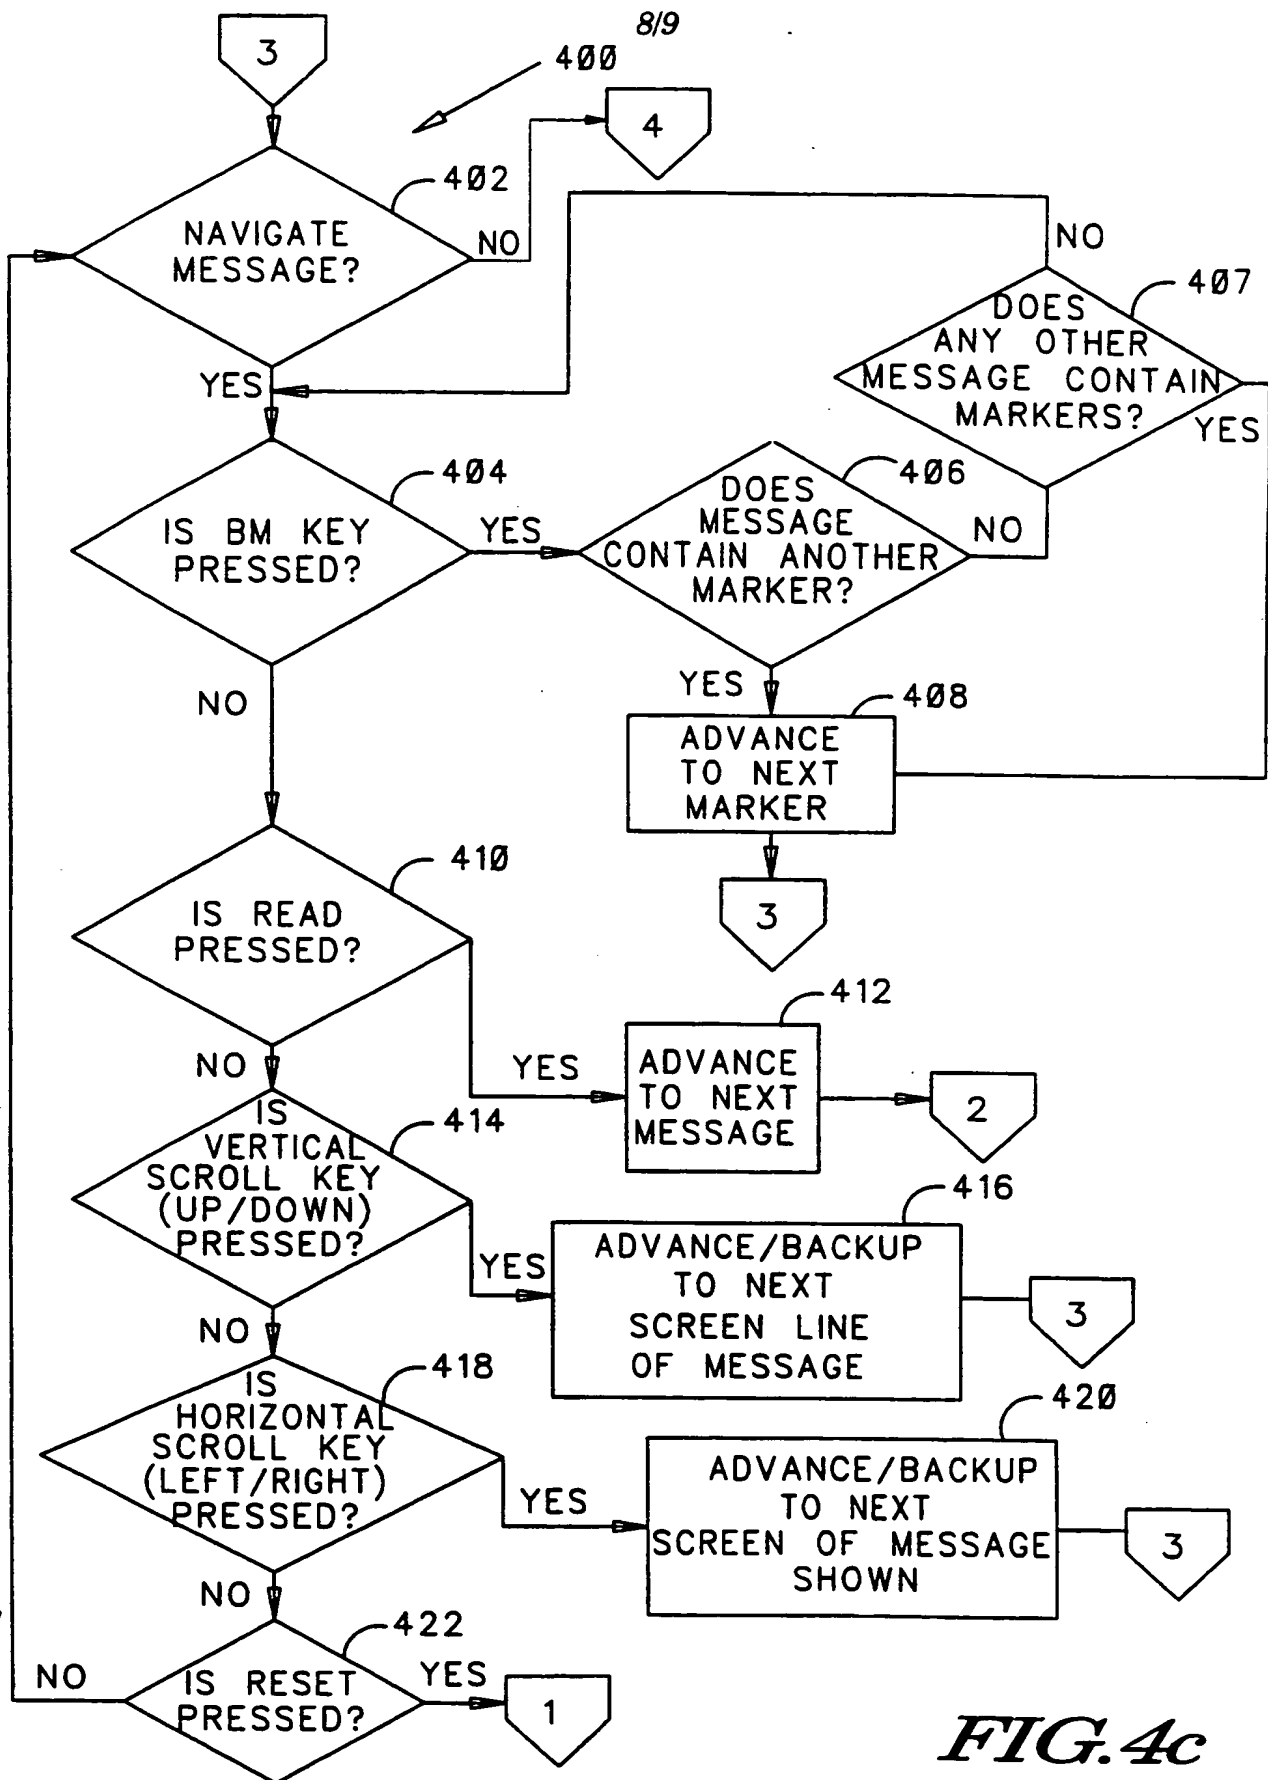 8/9
3
400
4
402
NAVIGATE
MESSAGE?
NO
YES
NO
407
DOES
ANY OTHER
MESSAGE CONTAIN
MARKERS?
YES
404
IS BM KEY
PRESSED?
YES
406
DOES
MESSAGE
CONTAIN ANOTHER
MARKER?
NO
NO
YES
408
ADVANCE
TO NEXT
MARKER
3
410
IS READ
PRESSED?
NO
YES
412
ADVANCE
TO NEXT
MESSAGE
2
414
IS
VERTICAL
SCROLL KEY
(UP/DOWN)
PRESSED?
YES
NO
416
ADVANCE/BACKUP
TO NEXT
SCREEN LINE
OF MESSAGE
3
418
IS
HORIZONTAL
SCROLL KEY
(LEFT/RIGHT)
PRESSED?
YES
NO
420
ADVANCE/BACKUP
TO NEXT
SCREEN OF MESSAGE
SHOWN
3
422
IS RESET
PRESSED?
NO
YES
1
FIG.4c